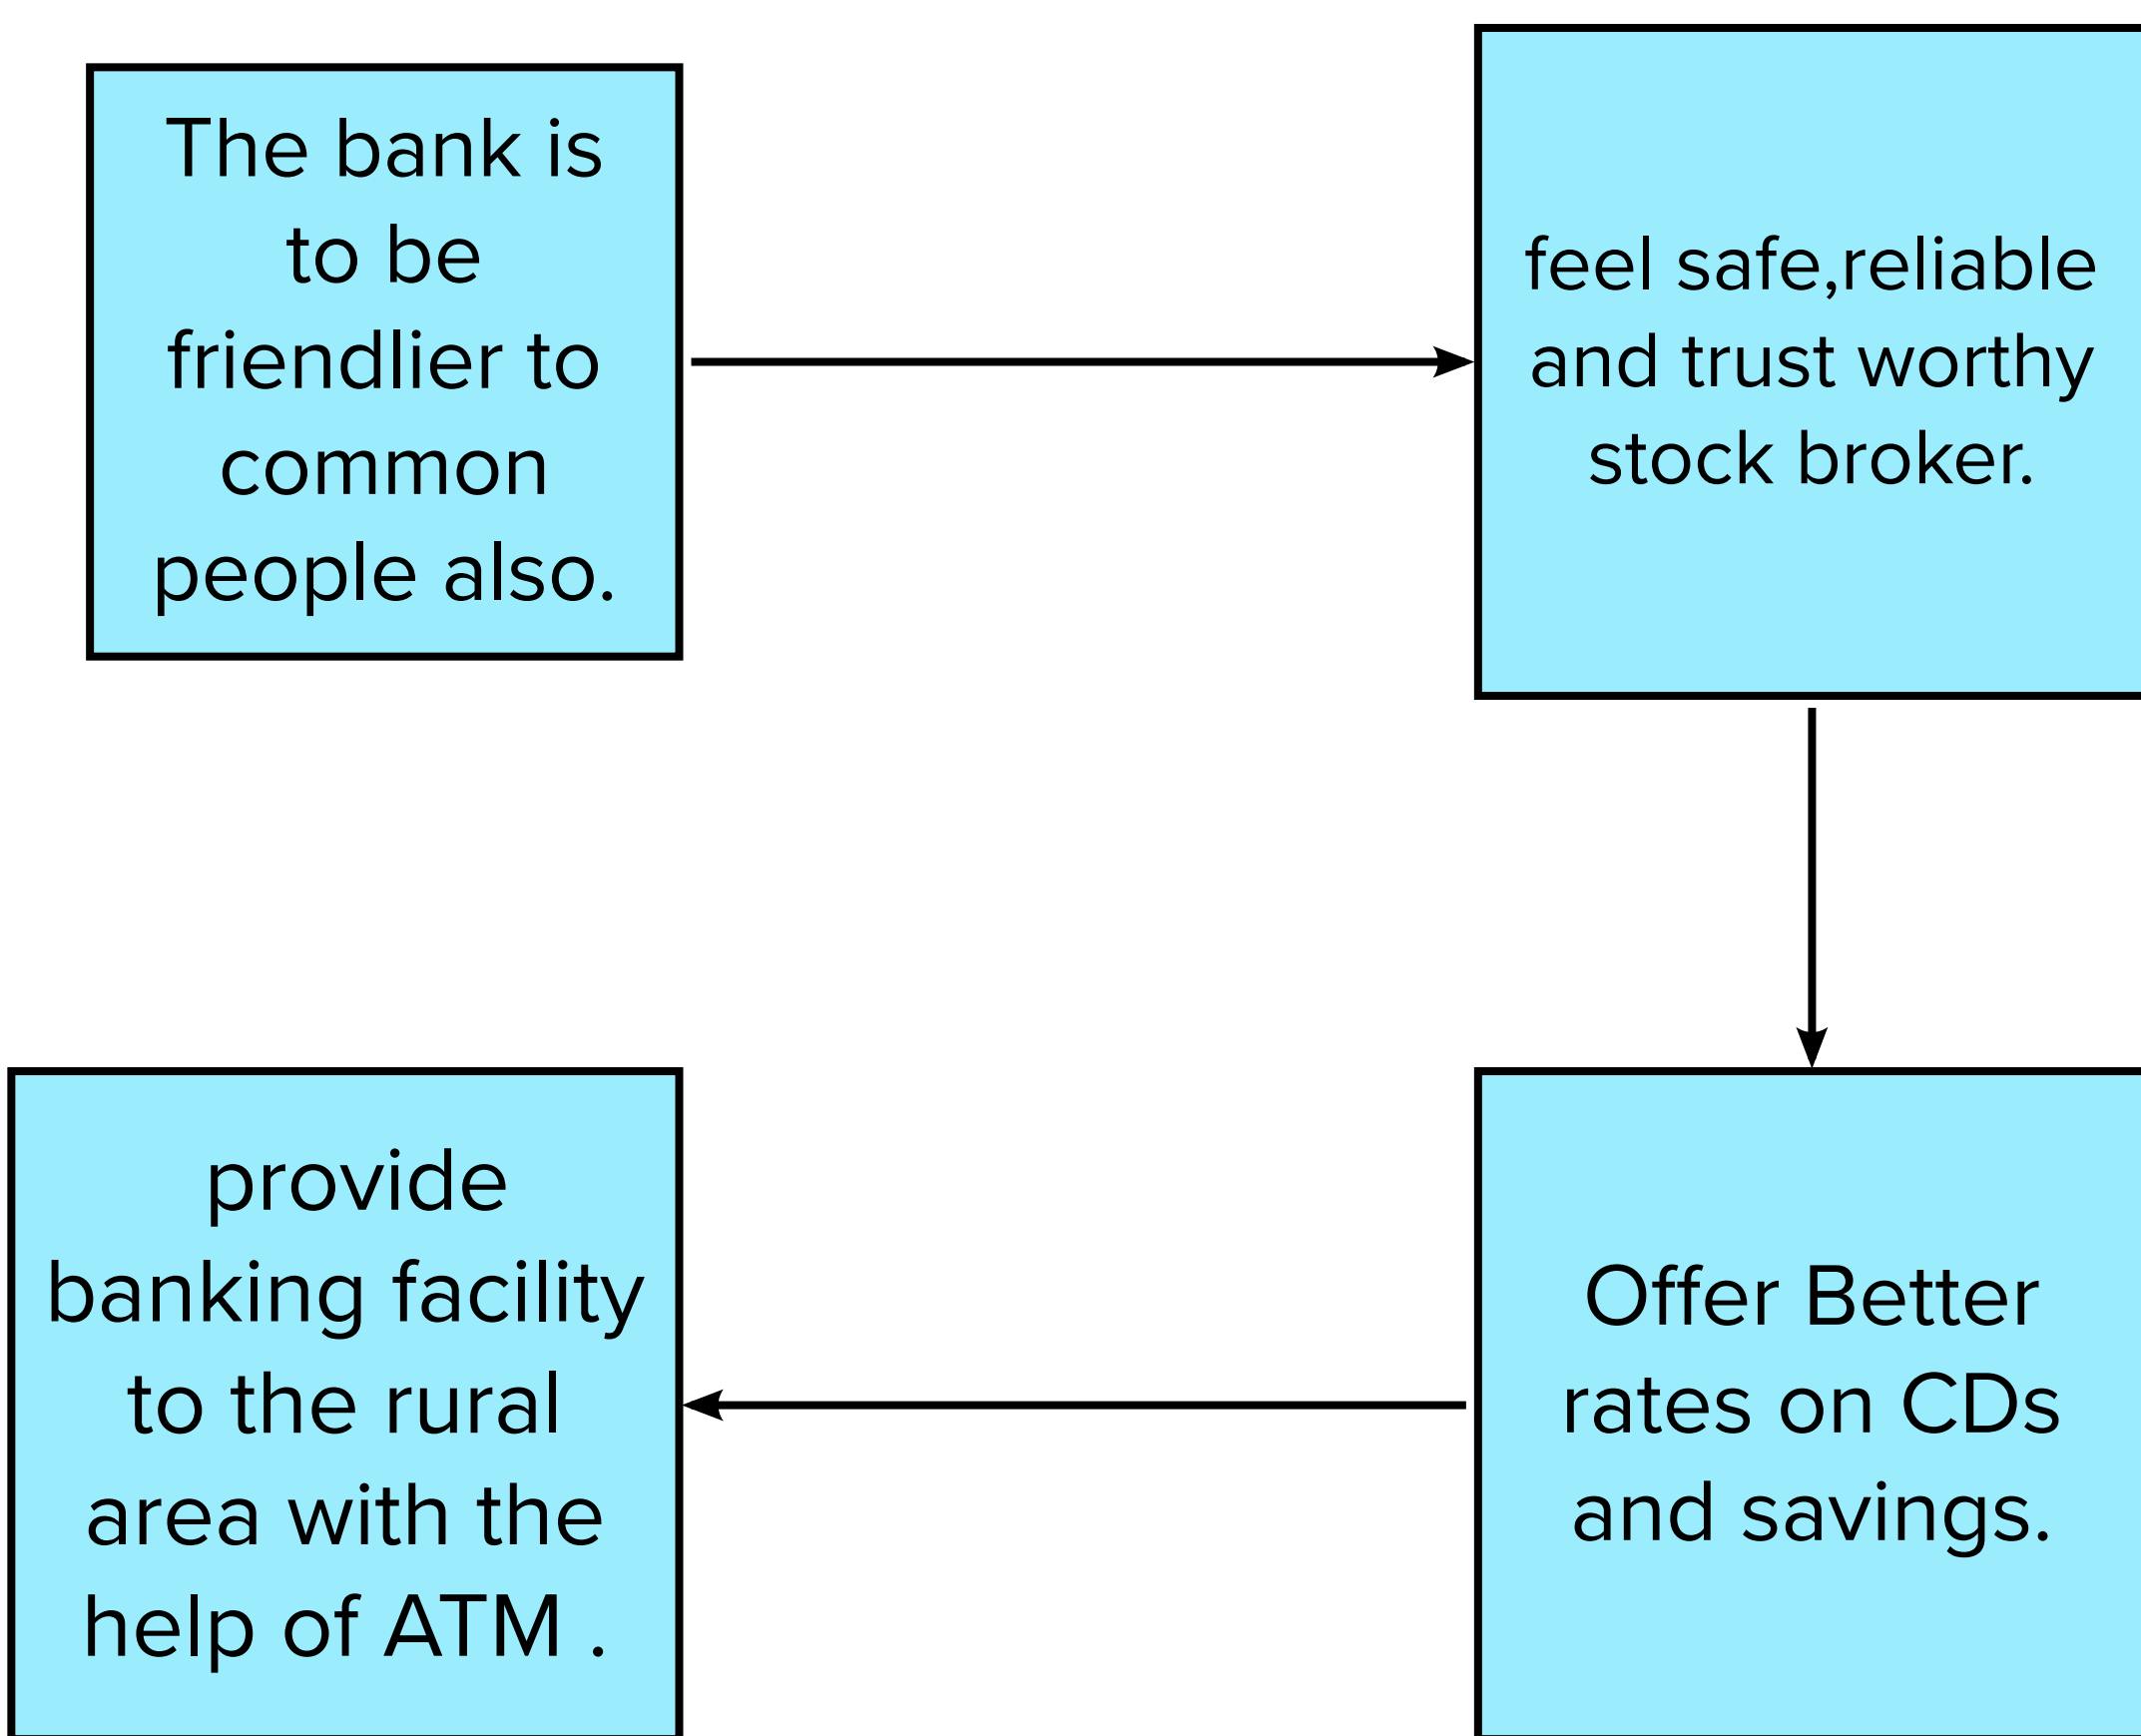 The bank is
to be
friendlier to
common
people also.
feel safe,reliable
and trust worthy
stock broker.
Offer Better
rates on CDs
and savings.
provide
banking facility
to the rural
area with the
help of ATM .